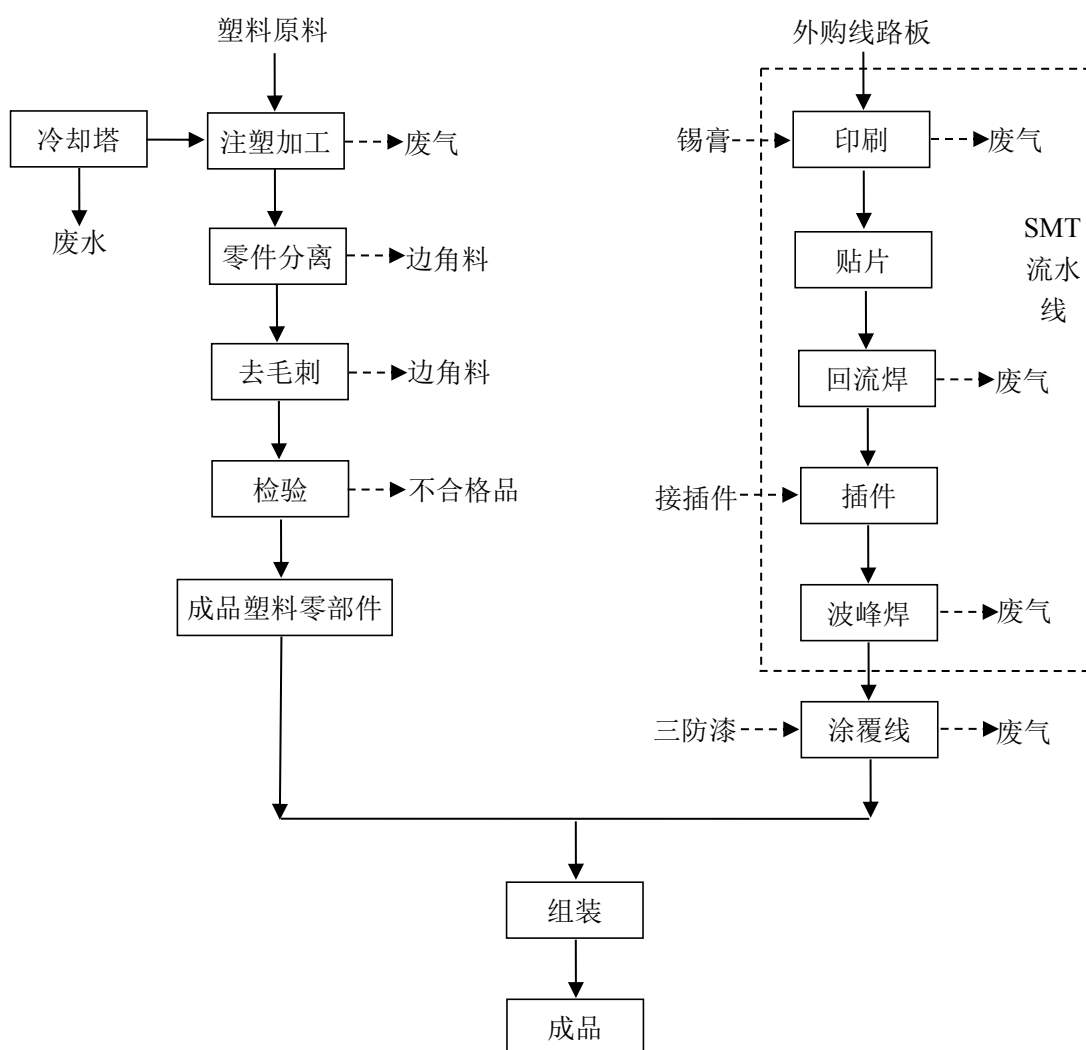 塑料原料
外购线路板
冷却塔
注塑加工
废气
锡膏
印刷
废气
废水
零件分离
边角料
贴片
SMT
流水
线
去毛刺
边角料
回流焊
废气
检验
不合格品
接插件
插件
成品塑料零部件
波峰焊
废气
三防漆
涂覆线
废气
组装
成品